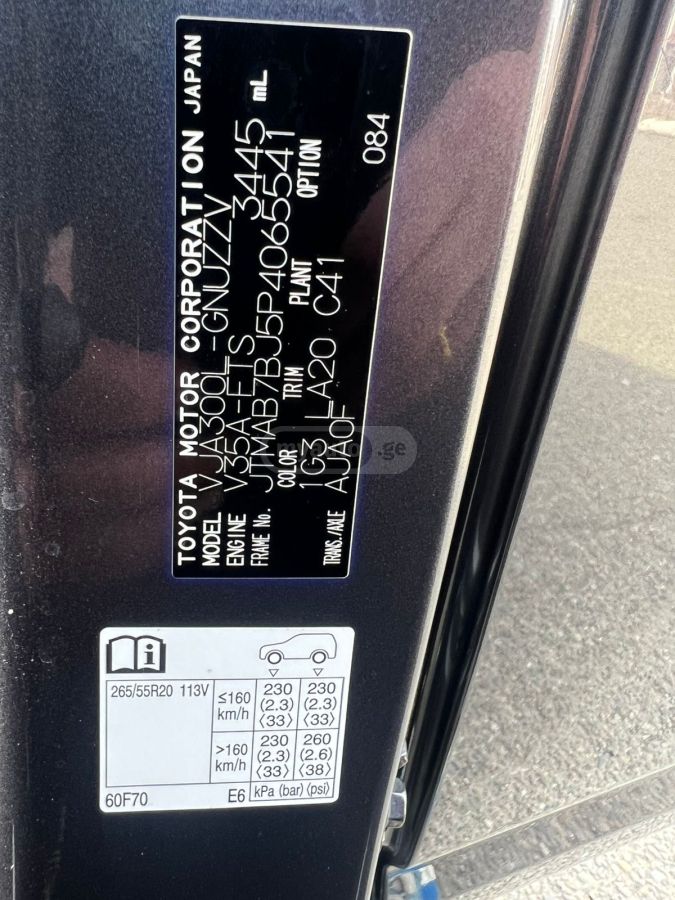 TOYOTA MOTOR CORPORATION JAPAN
MODEL VJA300L-GNUZZV
ENGINE V35A-FTS 3445 mL
FRAME No. JTMAB7BJ5P4065541
COLOR TRIM PLANT OPTION
1G3 LA20 C41 084
TRANS./AXLE
myauto.ge
265/55R20 113V
≤160 km/h 230 (2.3) ⟨33⟩ 230 (2.3) ⟨33⟩
>160 km/h 230 (2.3) ⟨33⟩ 260 (2.6) ⟨38⟩
60F70 E6 kPa (bar) ⟨psi⟩